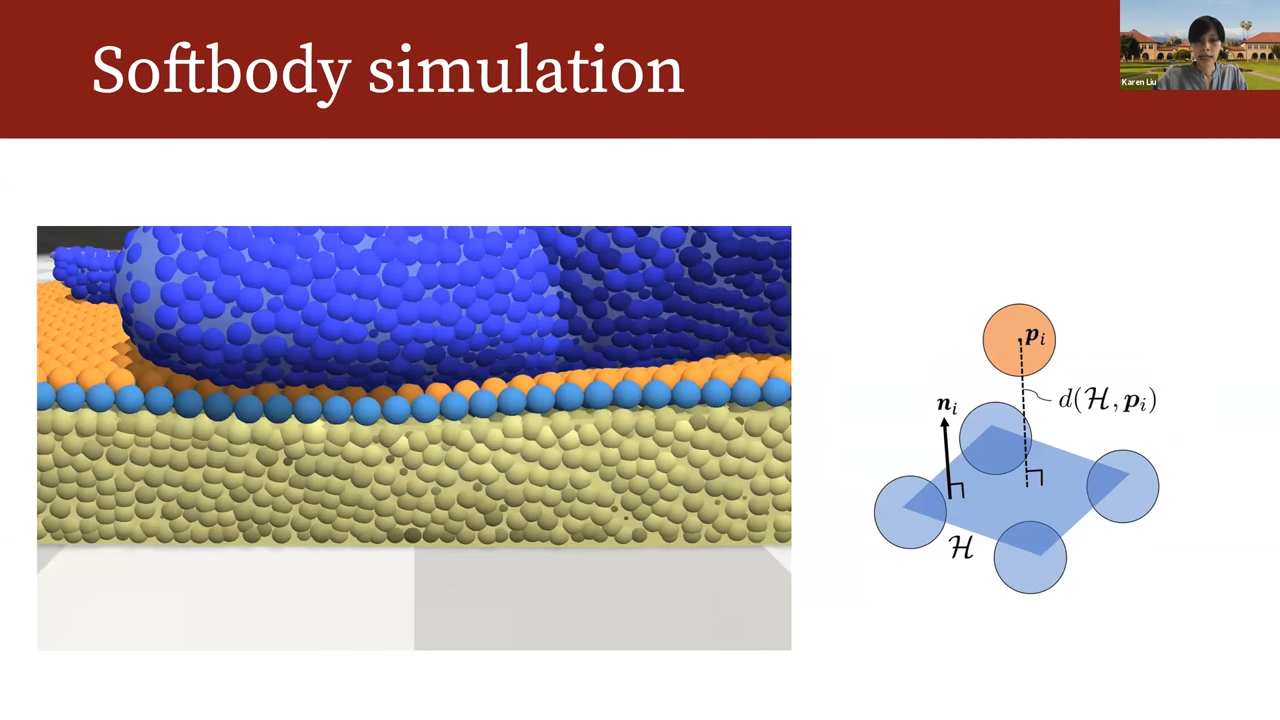 Softbody simulation
Karen Liu
pᵢ
d(ℋ, pᵢ)
nᵢ
ℋ